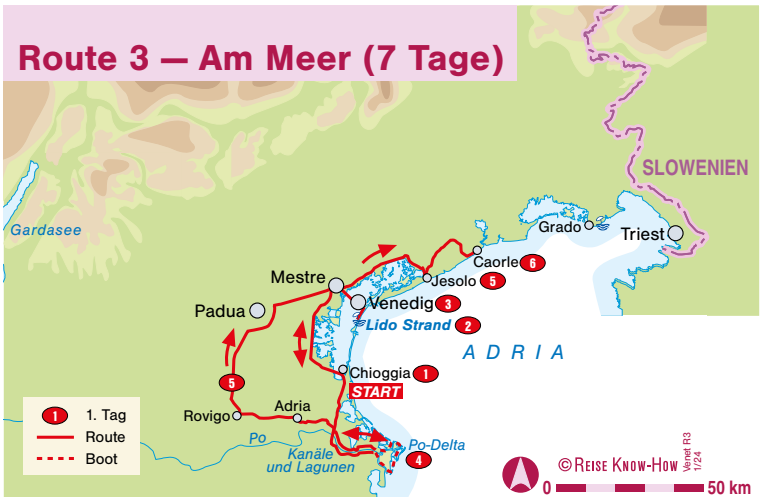 Route 3 — Am Meer (7 Tage)
SLOWENIEN
Gardasee
Grado
Triest
Caorle 6
Jesolo 5
Mestre
Venedig 3
Padua
Lido Strand 2
ADRIA
Chioggia 1
START
5
Adria
Rovigo
Po
Kanäle
und Lagunen
Po-Delta
4
1 1. Tag
Route
Boot
© REISE KNOW-HOW
Venet R3
1/24
0 50 km